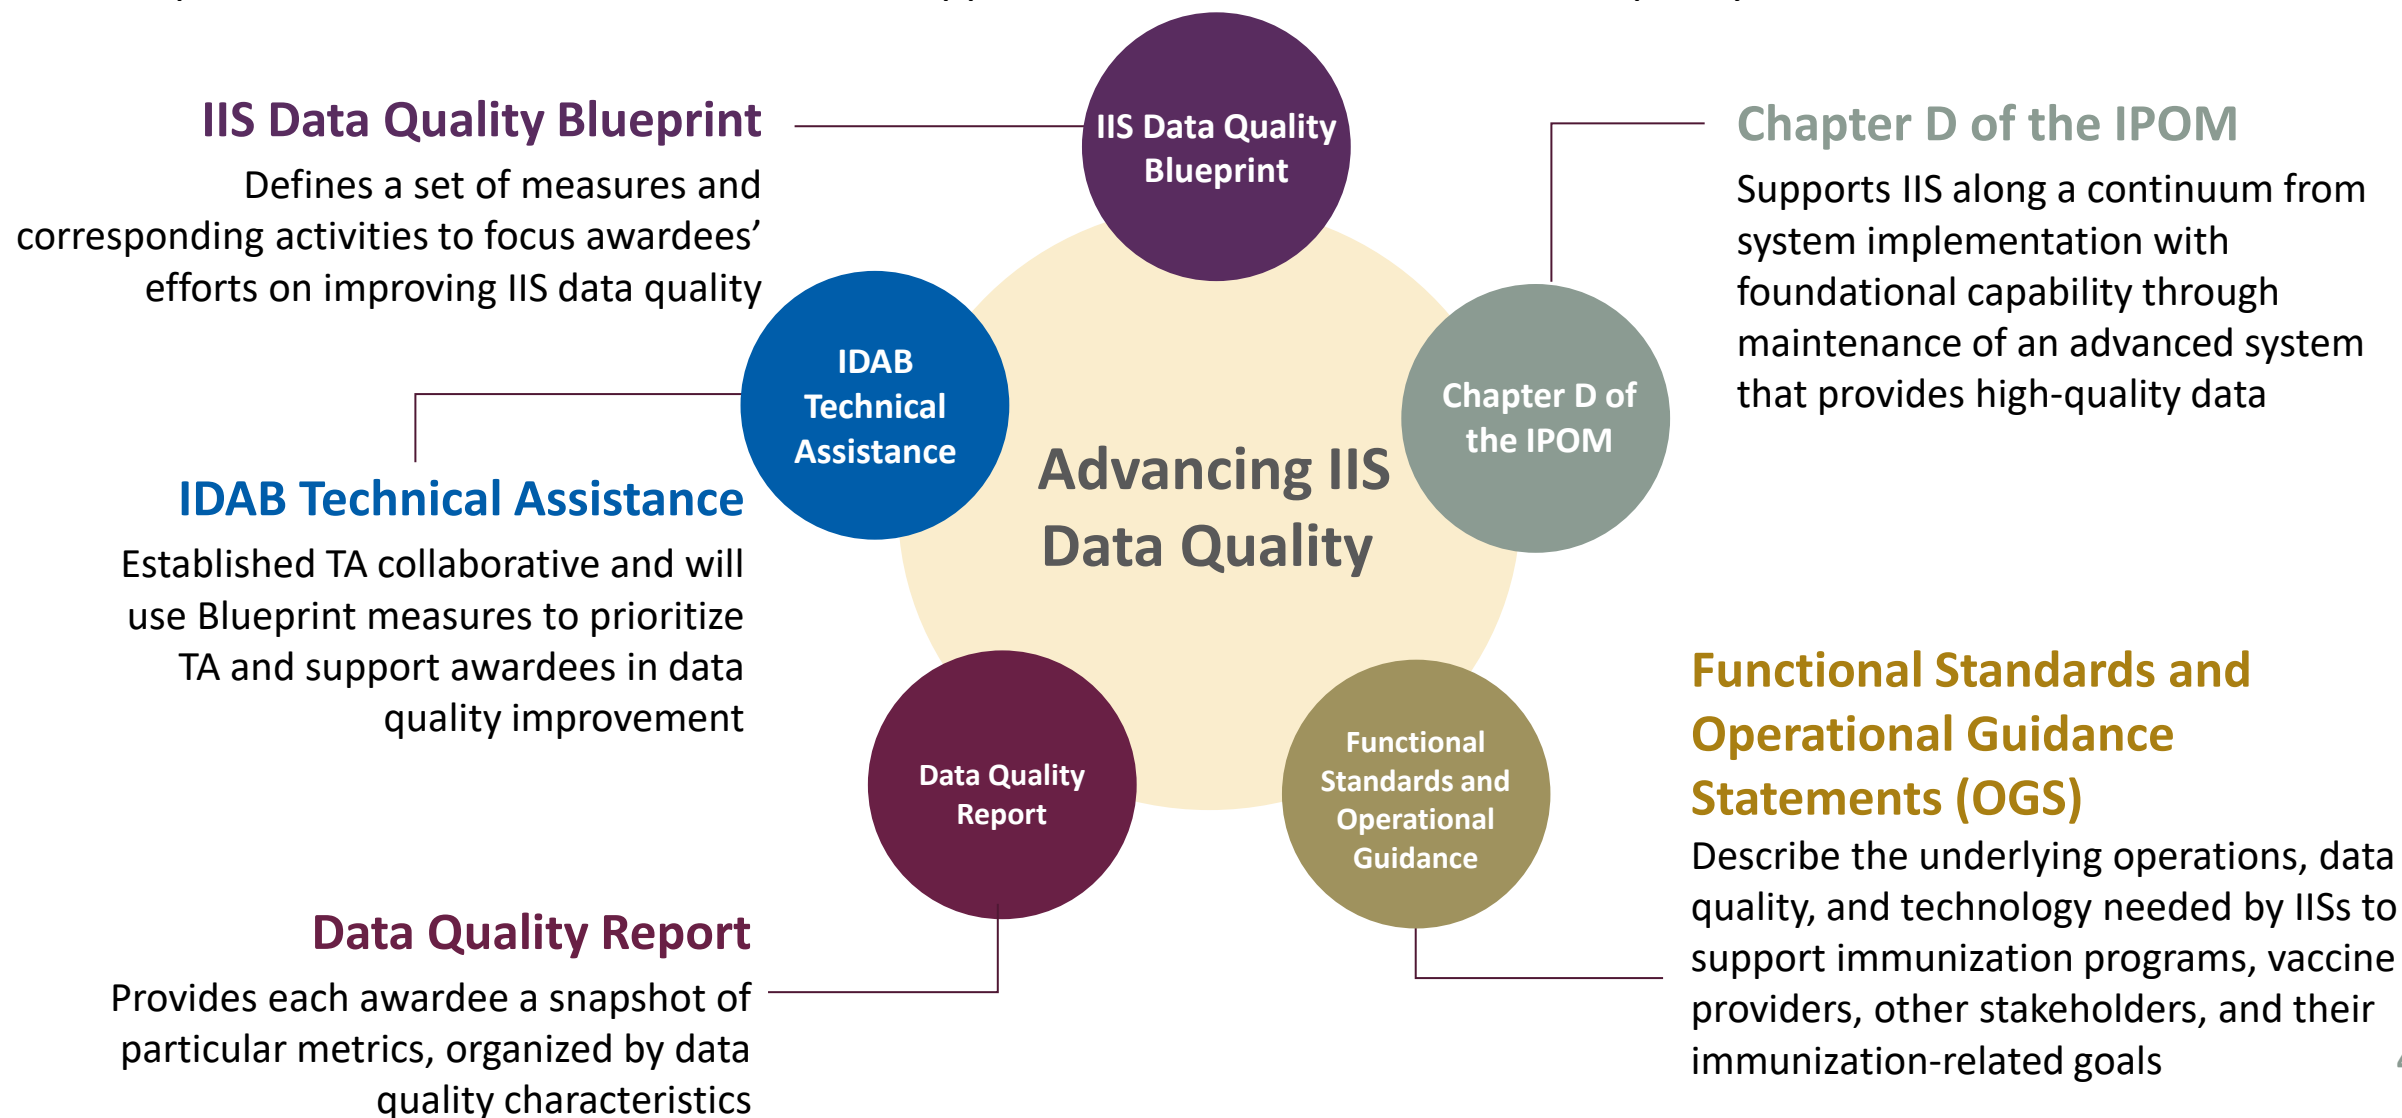 IIS Data Quality Blueprint
Defines a set of measures and
corresponding activities to focus awardees’
efforts on improving IIS data quality
IIS Data Quality
Blueprint
Chapter D of the IPOM
Supports IIS along a continuum from
system implementation with
foundational capability through
maintenance of an advanced system
that provides high-quality data
IDAB
Technical
Assistance
Chapter D of
the IPOM
Advancing IIS
Data Quality
IDAB Technical Assistance
Established TA collaborative and will
use Blueprint measures to prioritize
TA and support awardees in data
quality improvement
Data Quality
Report
Functional
Standards and
Operational
Guidance
Functional Standards and
Operational Guidance
Statements (OGS)
Describe the underlying operations, data
quality, and technology needed by IISs to
support immunization programs, vaccine
providers, other stakeholders, and their
immunization-related goals
Data Quality Report
Provides each awardee a snapshot of
particular metrics, organized by data
quality characteristics